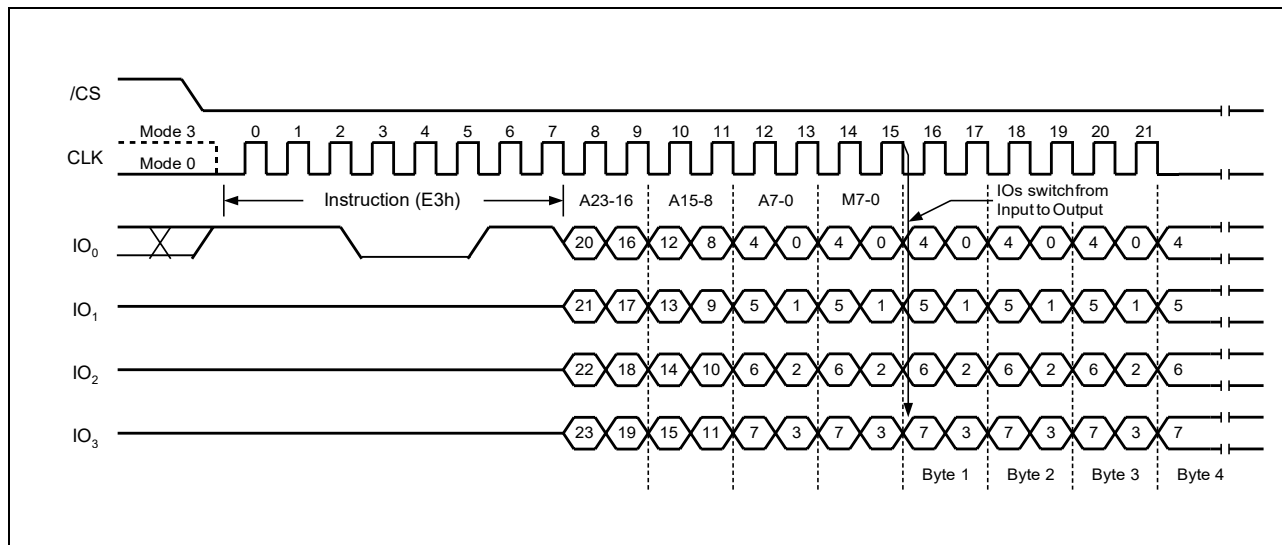 /CS
Mode 3 0 1 2 3 4 5 6 7 8 9 10 11 12 13 14 15 16 17 18 19 20 21
CLK
Mode 0
Instruction (E3h) A23-16 A15-8 A7-0 M7-0 IOs switch from
Input to Output
IO0 20 16 12 8 4 0 4 0 4 0 4 0 4 0 4
IO1 21 17 13 9 5 1 5 1 5 1 5 1 5 1 5
IO2 22 18 14 10 6 2 6 2 6 2 6 2 6 2 6
IO3 23 19 15 11 7 3 7 3 7 3 7 3 7 3 7
Byte 1 Byte 2 Byte 3 Byte 4